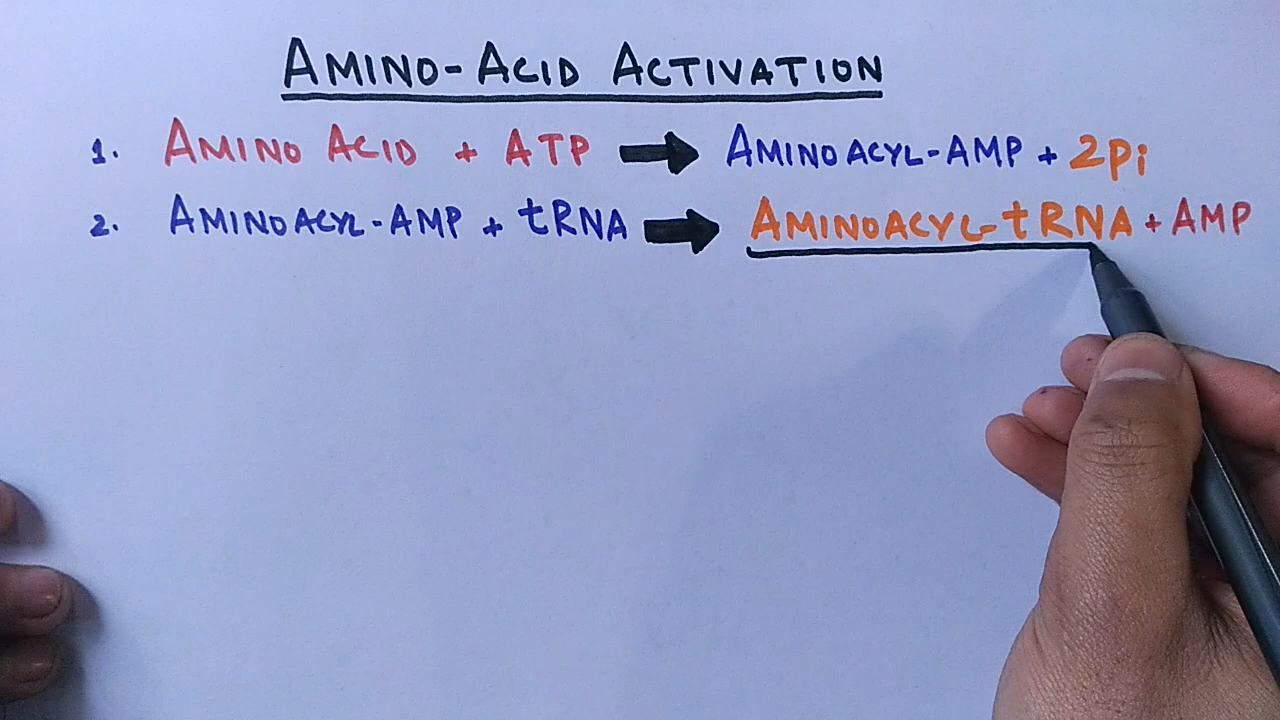 AMINO-ACID ACTIVATION
1. AMINO ACID + ATP → AMINOACYL-AMP + 2Pi
2. AMINOACYL-AMP + tRNA → AMINOACYL-tRNA + AMP